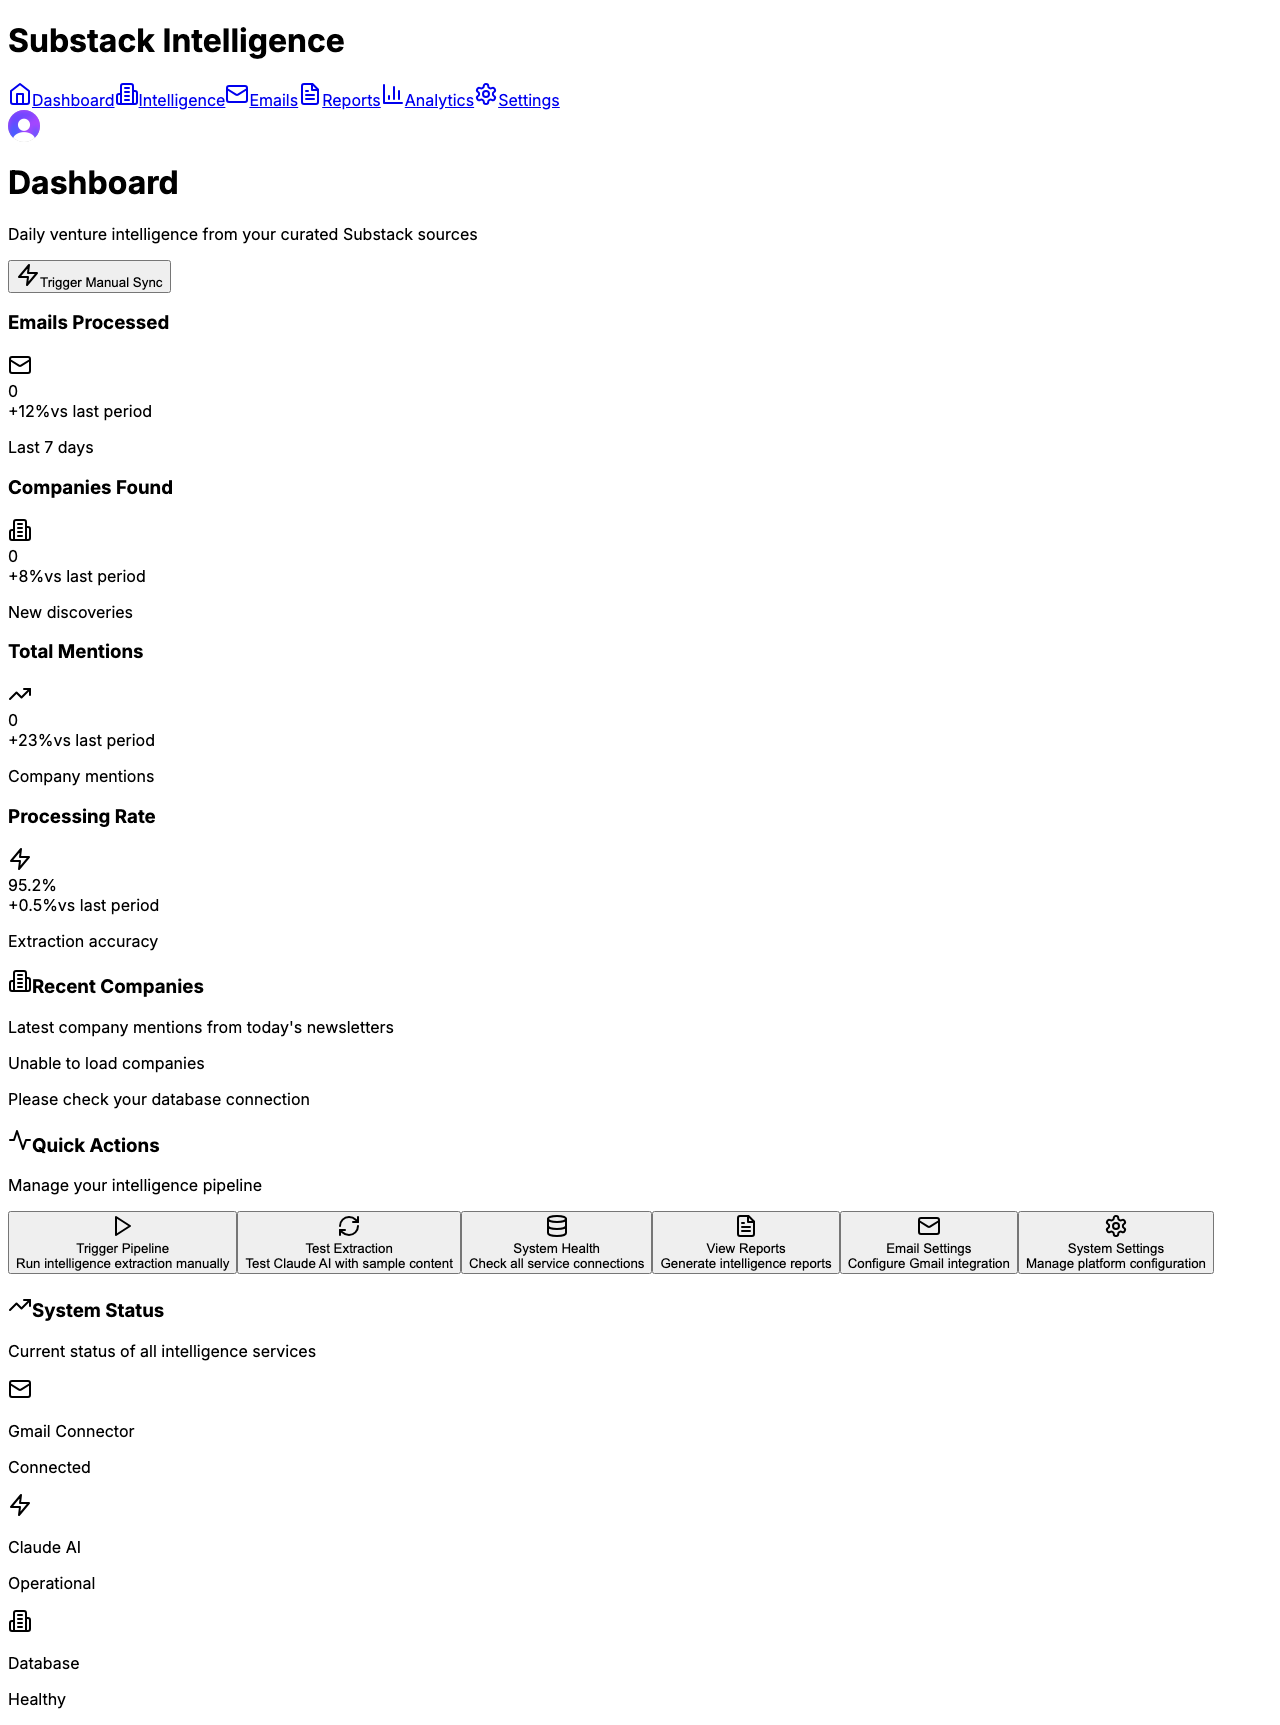 Substack Intelligence
Dashboard Intelligence Emails Reports Analytics Settings
Dashboard
Daily venture intelligence from your curated Substack sources
Trigger Manual Sync
Emails Processed
0
+12%vs last period
Last 7 days
Companies Found
0
+8%vs last period
New discoveries
Total Mentions
0
+23%vs last period
Company mentions
Processing Rate
95.2%
+0.5%vs last period
Extraction accuracy
Recent Companies
Latest company mentions from today's newsletters
Unable to load companies
Please check your database connection
Quick Actions
Manage your intelligence pipeline
Trigger Pipeline
Run intelligence extraction manually
Test Extraction
Test Claude AI with sample content
System Health
Check all service connections
View Reports
Generate intelligence reports
Email Settings
Configure Gmail integration
System Settings
Manage platform configuration
System Status
Current status of all intelligence services
Gmail Connector
Connected
Claude AI
Operational
Database
Healthy